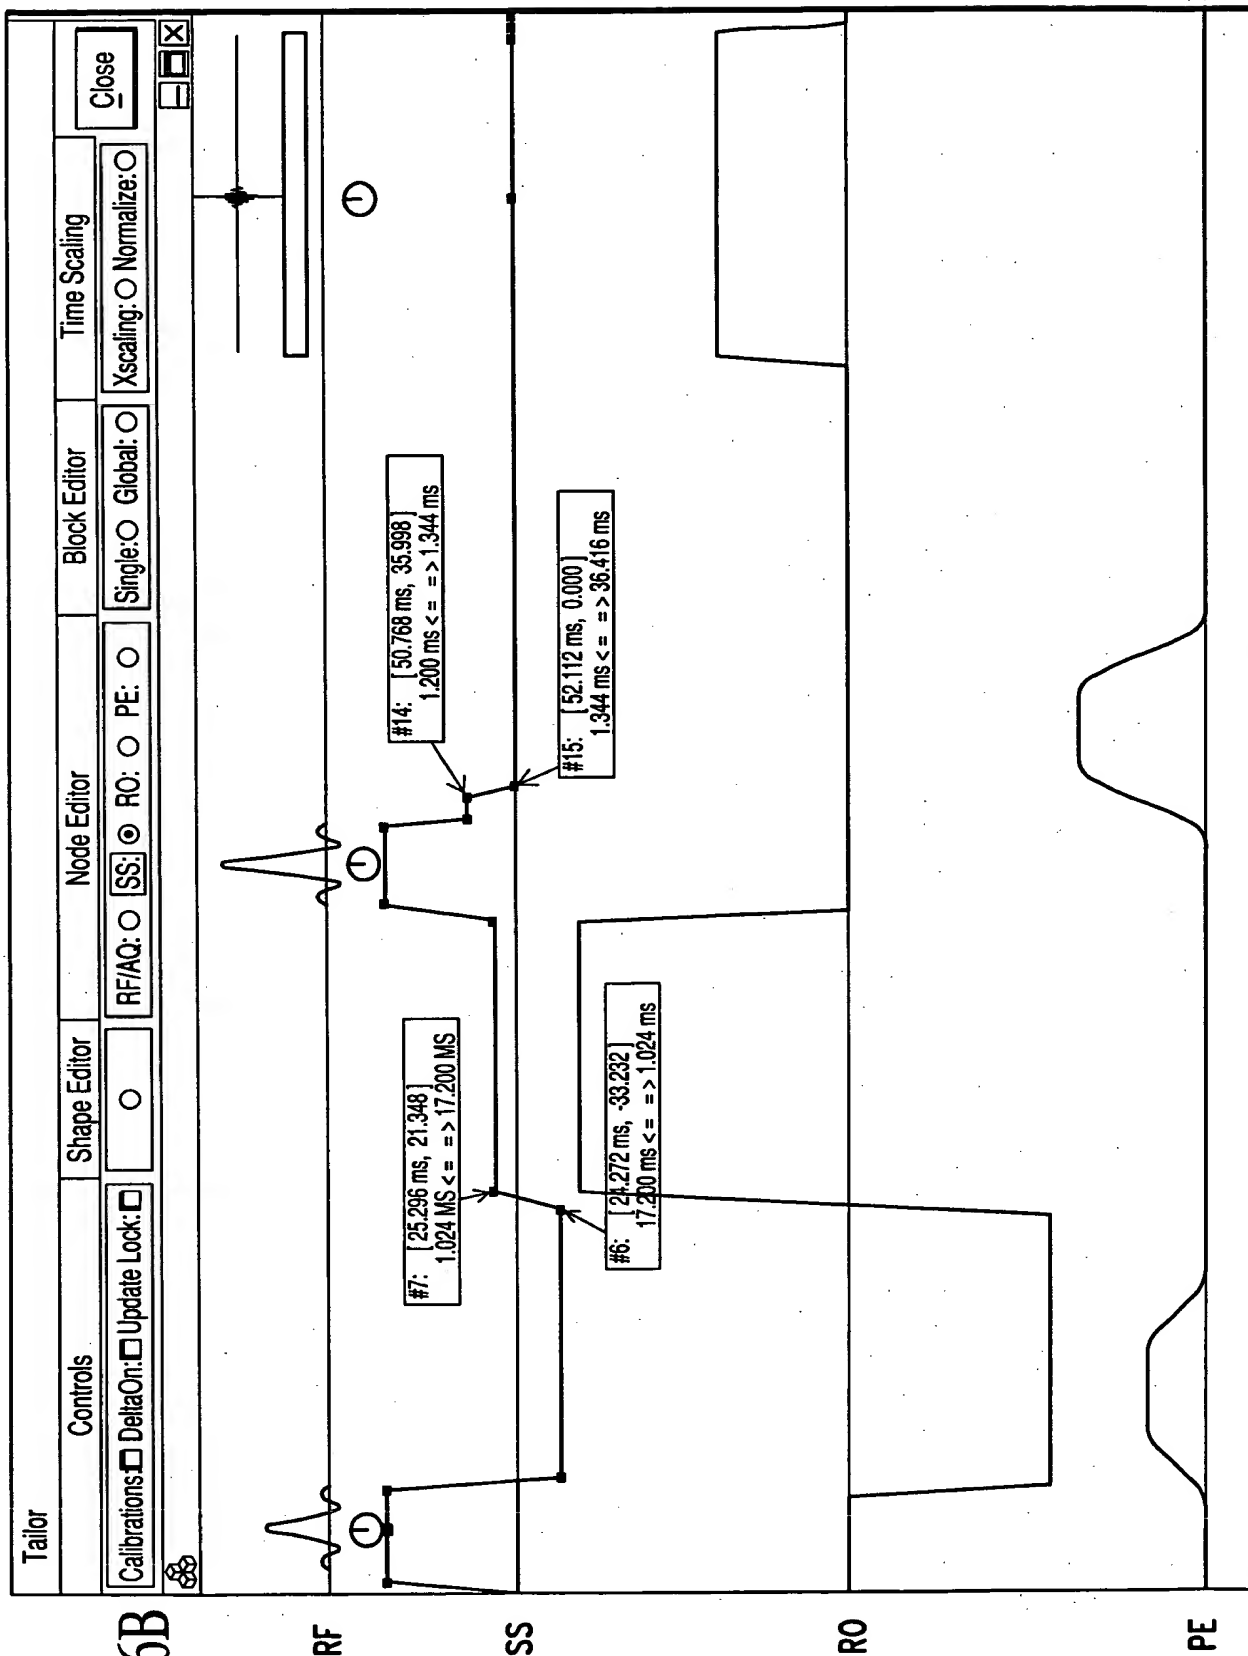 6B
Tailor
Controls
Shape Editor
Node Editor
Block Editor
Time Scaling
Calibrations: DeltaOn: Update Lock:
RF/AQ: SS: RO: PE:
Single: Global:
Xscaling: Normalize:
Close
RF
#14: [ 50.768 ms, 35.998 ]
1.200 ms < = = > 1.344 ms
#7: [ 25.296 ms, 21.348 ]
1.024 MS < = = > 17.200 MS
SS
#15: [ 52.112 ms, 0.000 ]
1.344 ms < = = > 36.416 ms
#6: [ 24.272 ms, -33.232 ]
17.200 ms < = = > 1.024 ms
RO
PE